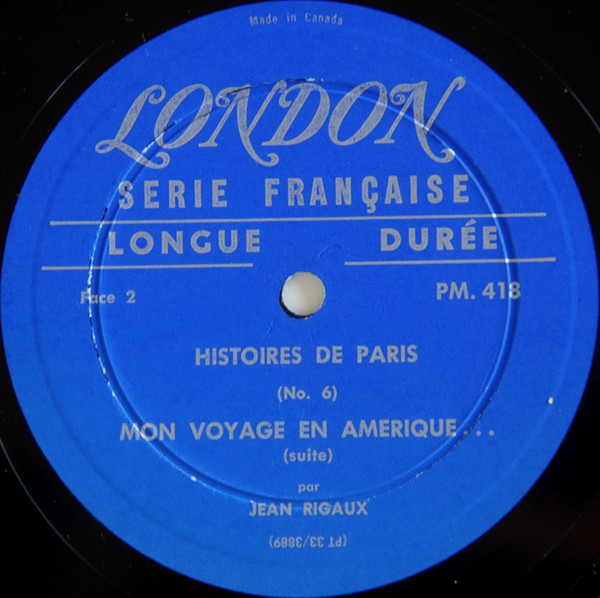 Made in Canada
LONDON
SERIE FRANÇAISE
LONGUE DURÉE
Face 2 PM. 418
HISTOIRES DE PARIS
(No. 6)
MON VOYAGE EN AMERIQUE...
(suite)
par
JEAN RIGAUX
(PT 33/3889)